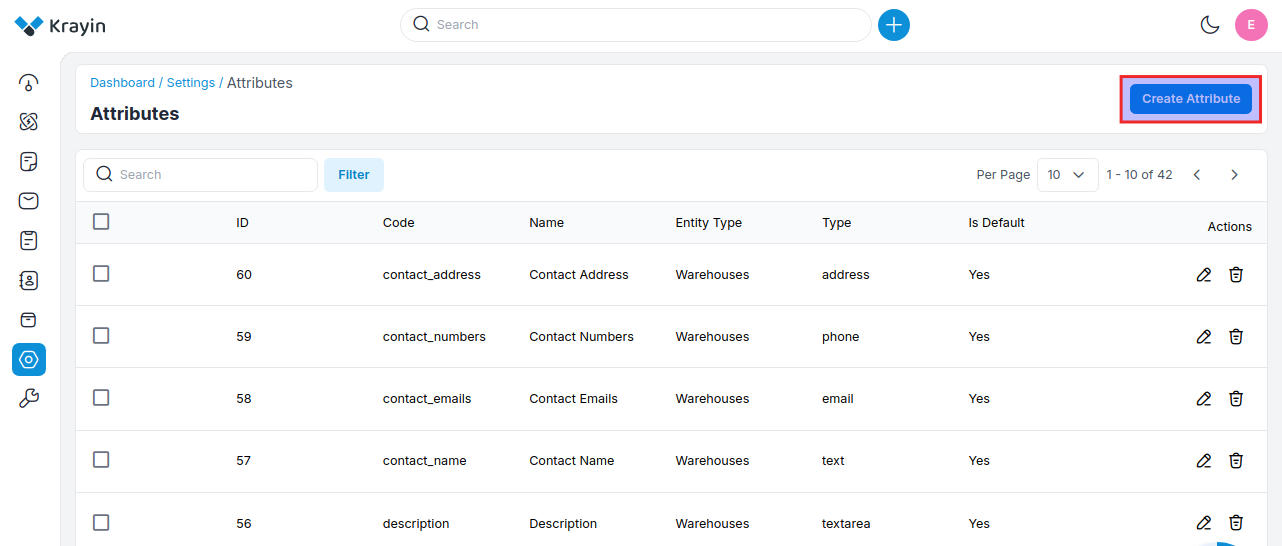 Krayin
Search
E
Dashboard / Settings / Attributes
Attributes
Create Attribute
Search
Filter
Per Page 10 1 - 10 of 42
ID Code Name Entity Type Type Is Default Actions
60 contact_address Contact Address Warehouses address Yes
59 contact_numbers Contact Numbers Warehouses phone Yes
58 contact_emails Contact Emails Warehouses email Yes
57 contact_name Contact Name Warehouses text Yes
56 description Description Warehouses textarea Yes